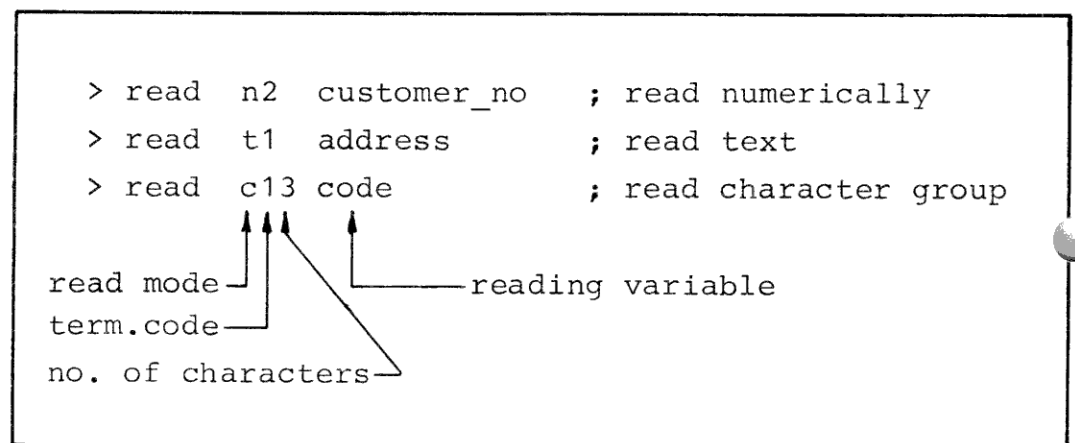 > read n2 customer_no ; read numerically
> read t1 address ; read text
> read c13 code ; read character group
read mode reading variable
term.code
no. of characters